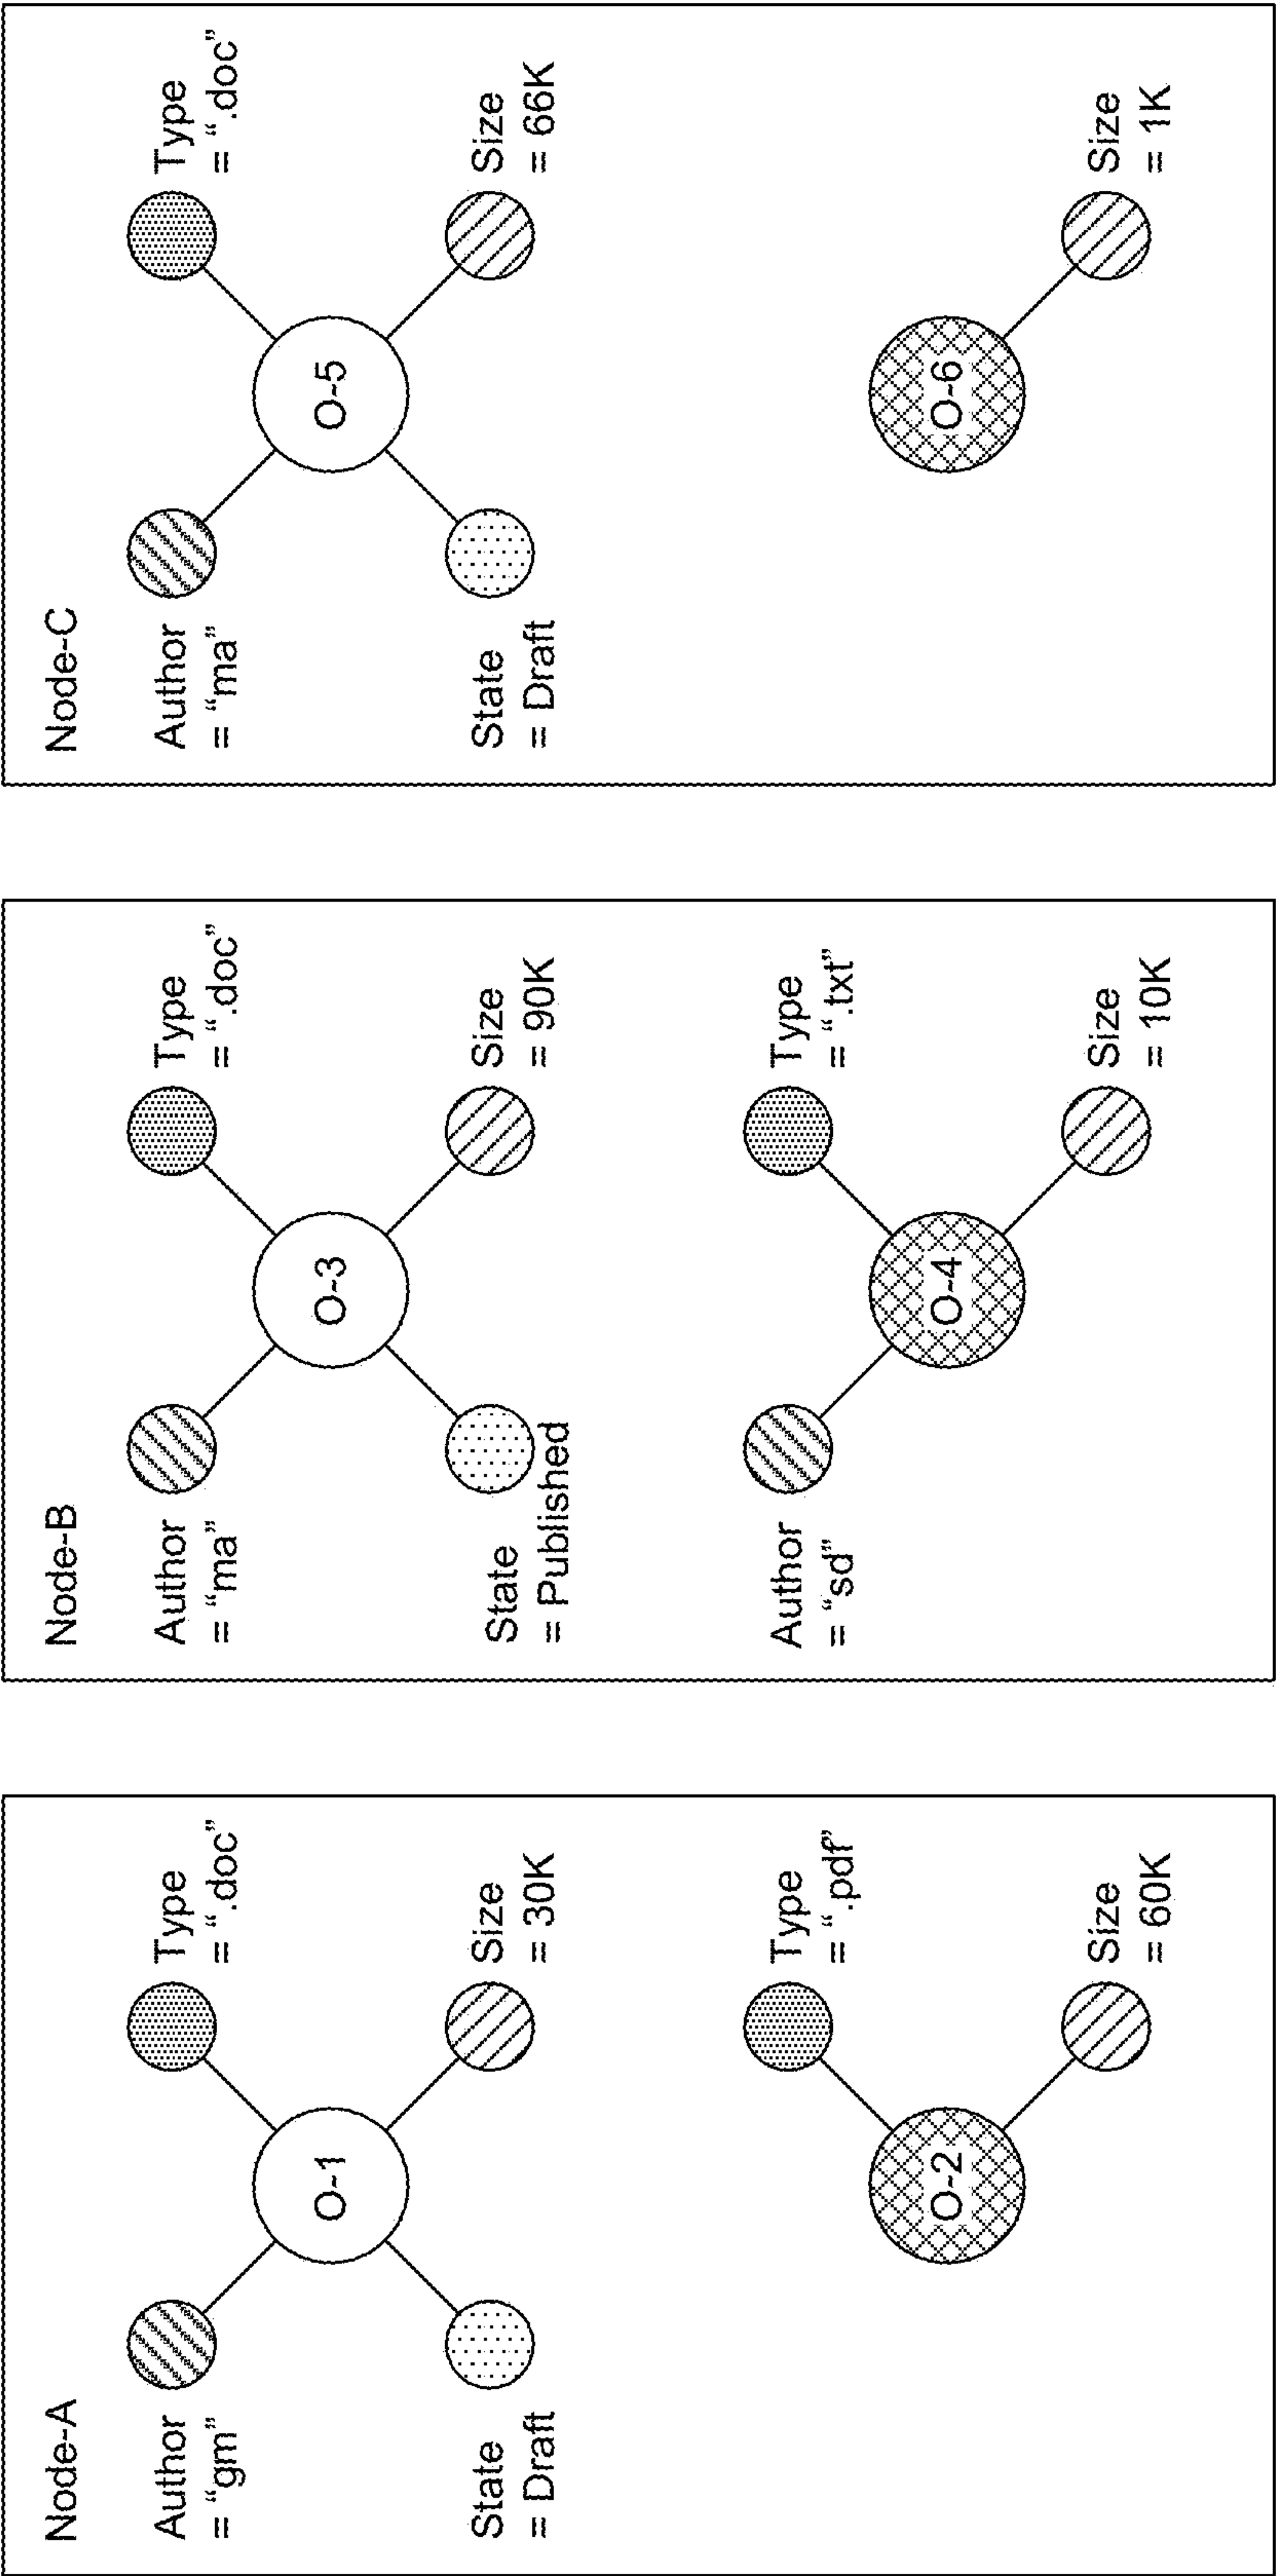 Node-A
Author
= “gm”
Type
= “.doc”
O-1
State
= Draft
Size
= 30K
Type
= “.pdf”
O-2
Size
= 60K
Node-B
Author
= “ma”
Type
= “.doc”
O-3
State
= Published
Size
= 90K
Author
= “sd”
Type
= “.txt”
O-4
Size
= 10K
Node-C
Author
= “ma”
Type
= “.doc”
O-5
State
= Draft
Size
= 66K
O-6
Size
= 1K